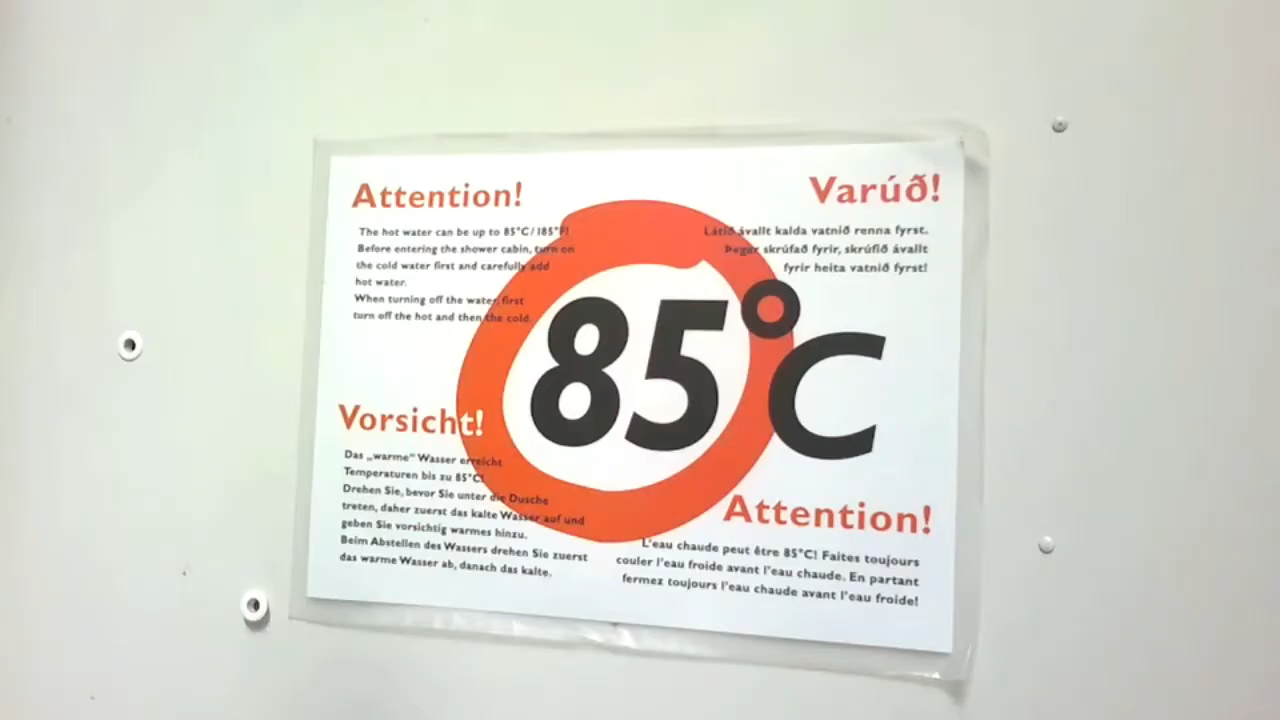 Attention!
The hot water can be up to 85°C/185°F!
Before entering the shower cabin, turn on
the cold water first and carefully add
hot water.
When turning off the water, first
turn off the hot and then the cold.
Varúð!
Látið ávallt kalda vatnið renna fyrst.
Þegar skrúfað fyrir, skrúfið ávallt
fyrir heita vatnið fyrst!
85°C
Vorsicht!
Das „warme“ Wasser erreicht
Temperaturen bis zu 85°C!
Drehen Sie, bevor Sie unter die Dusche
treten, daher zuerst das kalte Wasser auf und
geben Sie vorsichtig warmes hinzu.
Beim Abstellen des Wassers drehen Sie zuerst
das warme Wasser ab, danach das kalte.
Attention!
L'eau chaude peut être 85°C! Faites toujours
couler l'eau froide avant l'eau chaude. En partant
fermez toujours l'eau chaude avant l'eau froide!